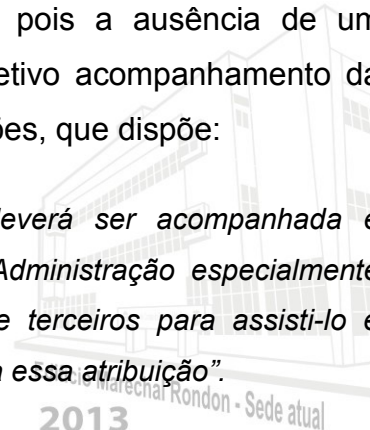 pois a ausência de um
etivo acompanhamento da
ões, que dispõe:
deverá ser acompanhada e
Administração especialmente
e terceiros para assisti-lo e
a essa atribuição”.
Marechal Rondon - Sede atual
2013